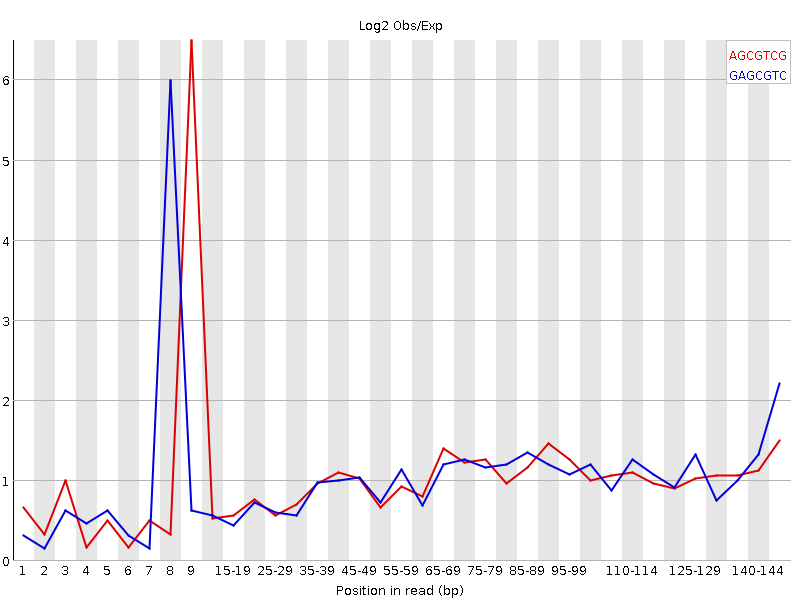 Log2 Obs/Exp
AGCGTCG
GAGCGTC
6
5
4
3
2
1
0
1 2 3 4 5 6 7 8 9 15-19 25-29 35-39 45-49 55-59 65-69 75-79 85-89 95-99 110-114 125-129 140-144
Position in read (bp)